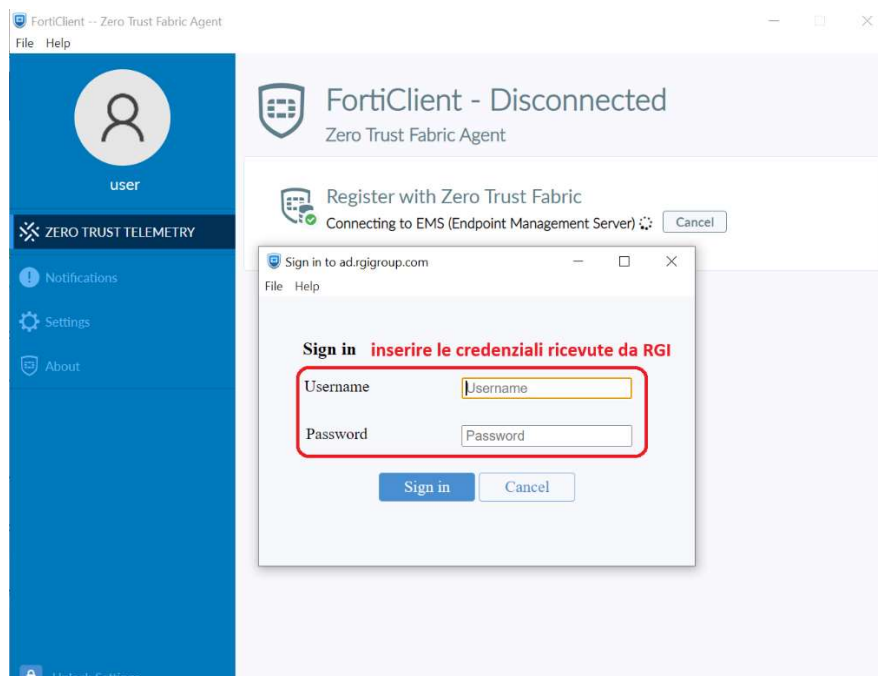 FortiClient -- Zero Trust Fabric Agent
File Help
user
ZERO TRUST TELEMETRY
Notifications
Settings
About
FortiClient - Disconnected
Zero Trust Fabric Agent
Register with Zero Trust Fabric
Connecting to EMS (Endpoint Management Server) Cancel
Sign in to ad.rgigroup.com
File Help
Sign in inserire le credenziali ricevute da RGI
Username Username
Password Password
Sign in Cancel